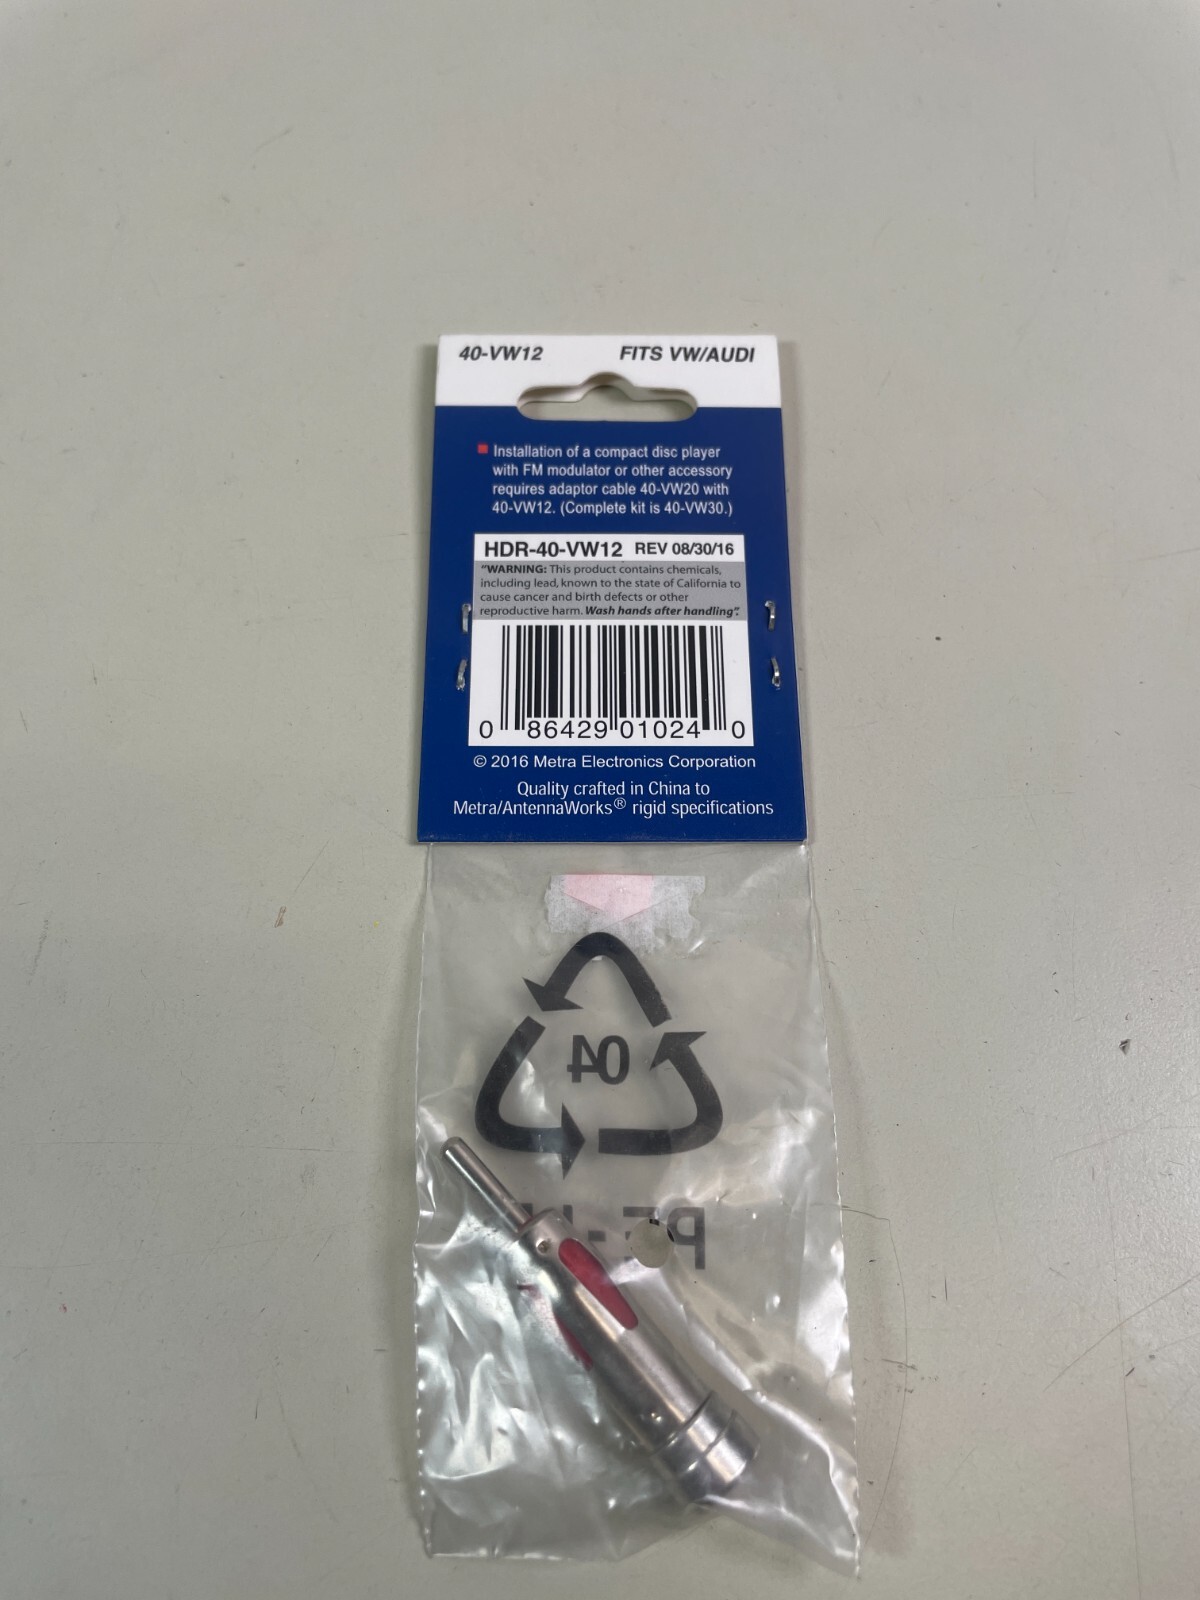 40-VW12 FITS VW/AUDI
Installation of a compact disc player
with FM modulator or other accessory
requires adaptor cable 40-VW20 with
40-VW12. (Complete kit is 40-VW30.)
HDR-40-VW12 REV 08/30/16
"WARNING: This product contains chemicals,
including lead, known to the state of California to
cause cancer and birth defects or other
reproductive harm. Wash hands after handling".
0 86429 01024 0
© 2016 Metra Electronics Corporation
Quality crafted in China to
Metra/AntennaWorks® rigid specifications
04